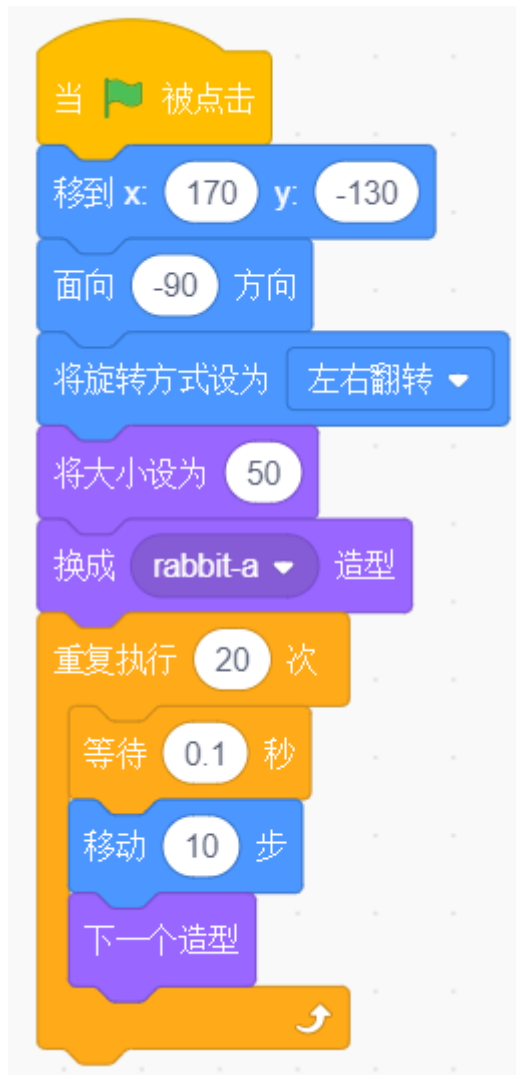 当 被点击
移到 x: 170 y: -130
面向 -90 方向
将旋转方式设为 左右翻转
将大小设为 50
换成 rabbit-a 造型
重复执行 20 次
等待 0.1 秒
移动 10 步
下一个造型